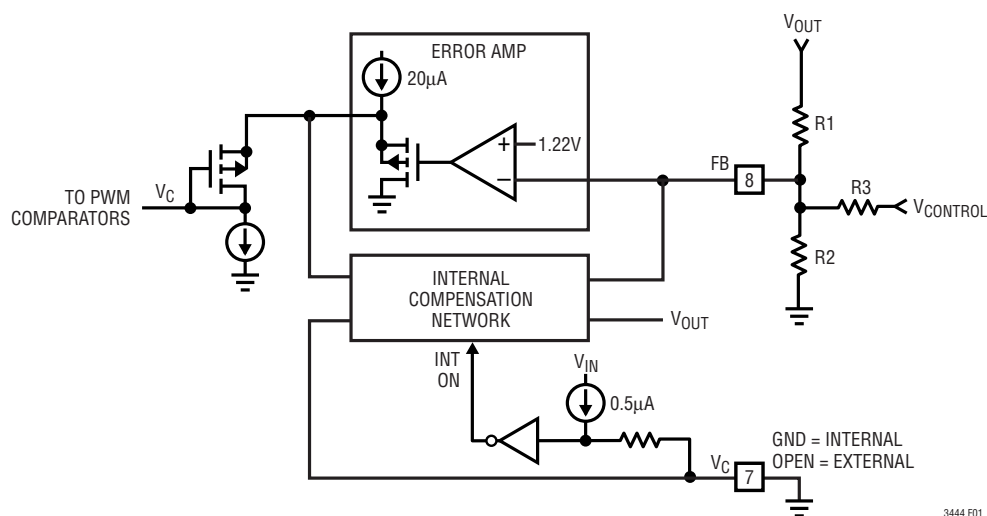 ERROR AMP
20µA
1.22V
VOUT
R1
FB
8
R3
VCONTROL
R2
TO PWM
COMPARATORS
VC
INTERNAL
COMPENSATION
NETWORK
VOUT
INT
ON
VIN
0.5µA
VC
7
GND = INTERNAL
OPEN = EXTERNAL
3444 F01